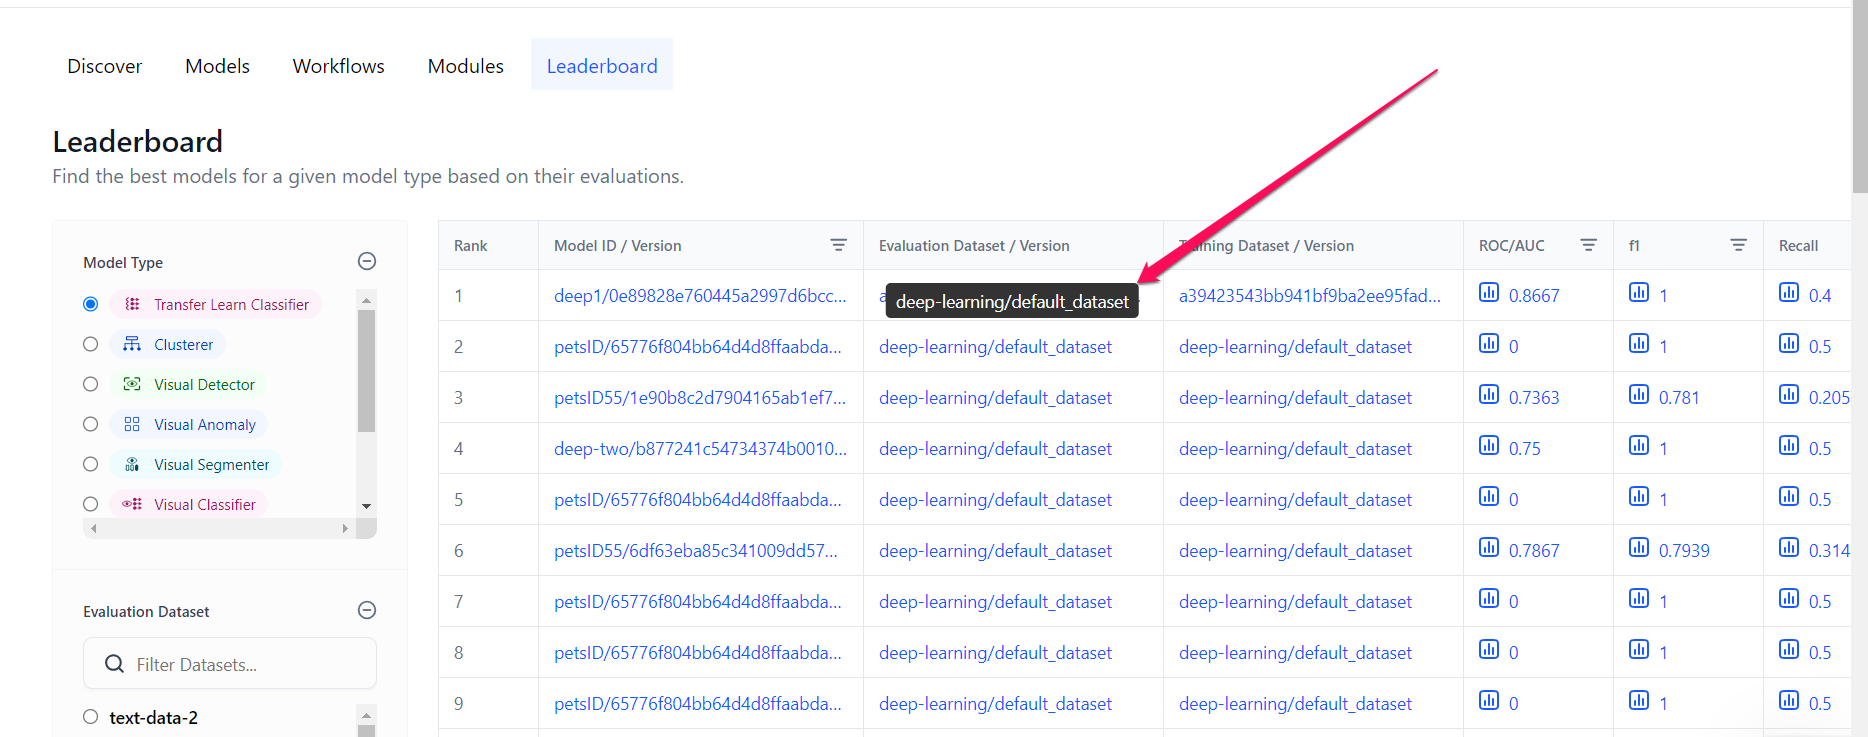 Discover Models Workflows Modules Leaderboard
Leaderboard
Find the best models for a given model type based on their evaluations.
Model Type
Transfer Learn Classifier
Clusterer
Visual Detector
Visual Anomaly
Visual Segmenter
Visual Classifier
Evaluation Dataset
Filter Datasets...
text-data-2
Rank Model ID / Version Evaluation Dataset / Version Training Dataset / Version ROC/AUC f1 Recall
1 deep1/0e89828e760445a2997d6bcc... deep-learning/default_dataset a39423543bb941bf9ba2ee95fad... 0.8667 1 0.4
2 petsID/65776f804bb64d4d8ffaabda... deep-learning/default_dataset deep-learning/default_dataset 0 1 0.5
3 petsID55/1e90b8c2d7904165ab1ef7... deep-learning/default_dataset deep-learning/default_dataset 0.7363 0.781 0.205
4 deep-two/b877241c54734374b0010... deep-learning/default_dataset deep-learning/default_dataset 0.75 1 0.5
5 petsID/65776f804bb64d4d8ffaabda... deep-learning/default_dataset deep-learning/default_dataset 0 1 0.5
6 petsID55/6df63eba85c341009dd57... deep-learning/default_dataset deep-learning/default_dataset 0.7867 0.7939 0.314
7 petsID/65776f804bb64d4d8ffaabda... deep-learning/default_dataset deep-learning/default_dataset 0 1 0.5
8 petsID/65776f804bb64d4d8ffaabda... deep-learning/default_dataset deep-learning/default_dataset 0 1 0.5
9 petsID/65776f804bb64d4d8ffaabda... deep-learning/default_dataset deep-learning/default_dataset 0 1 0.5